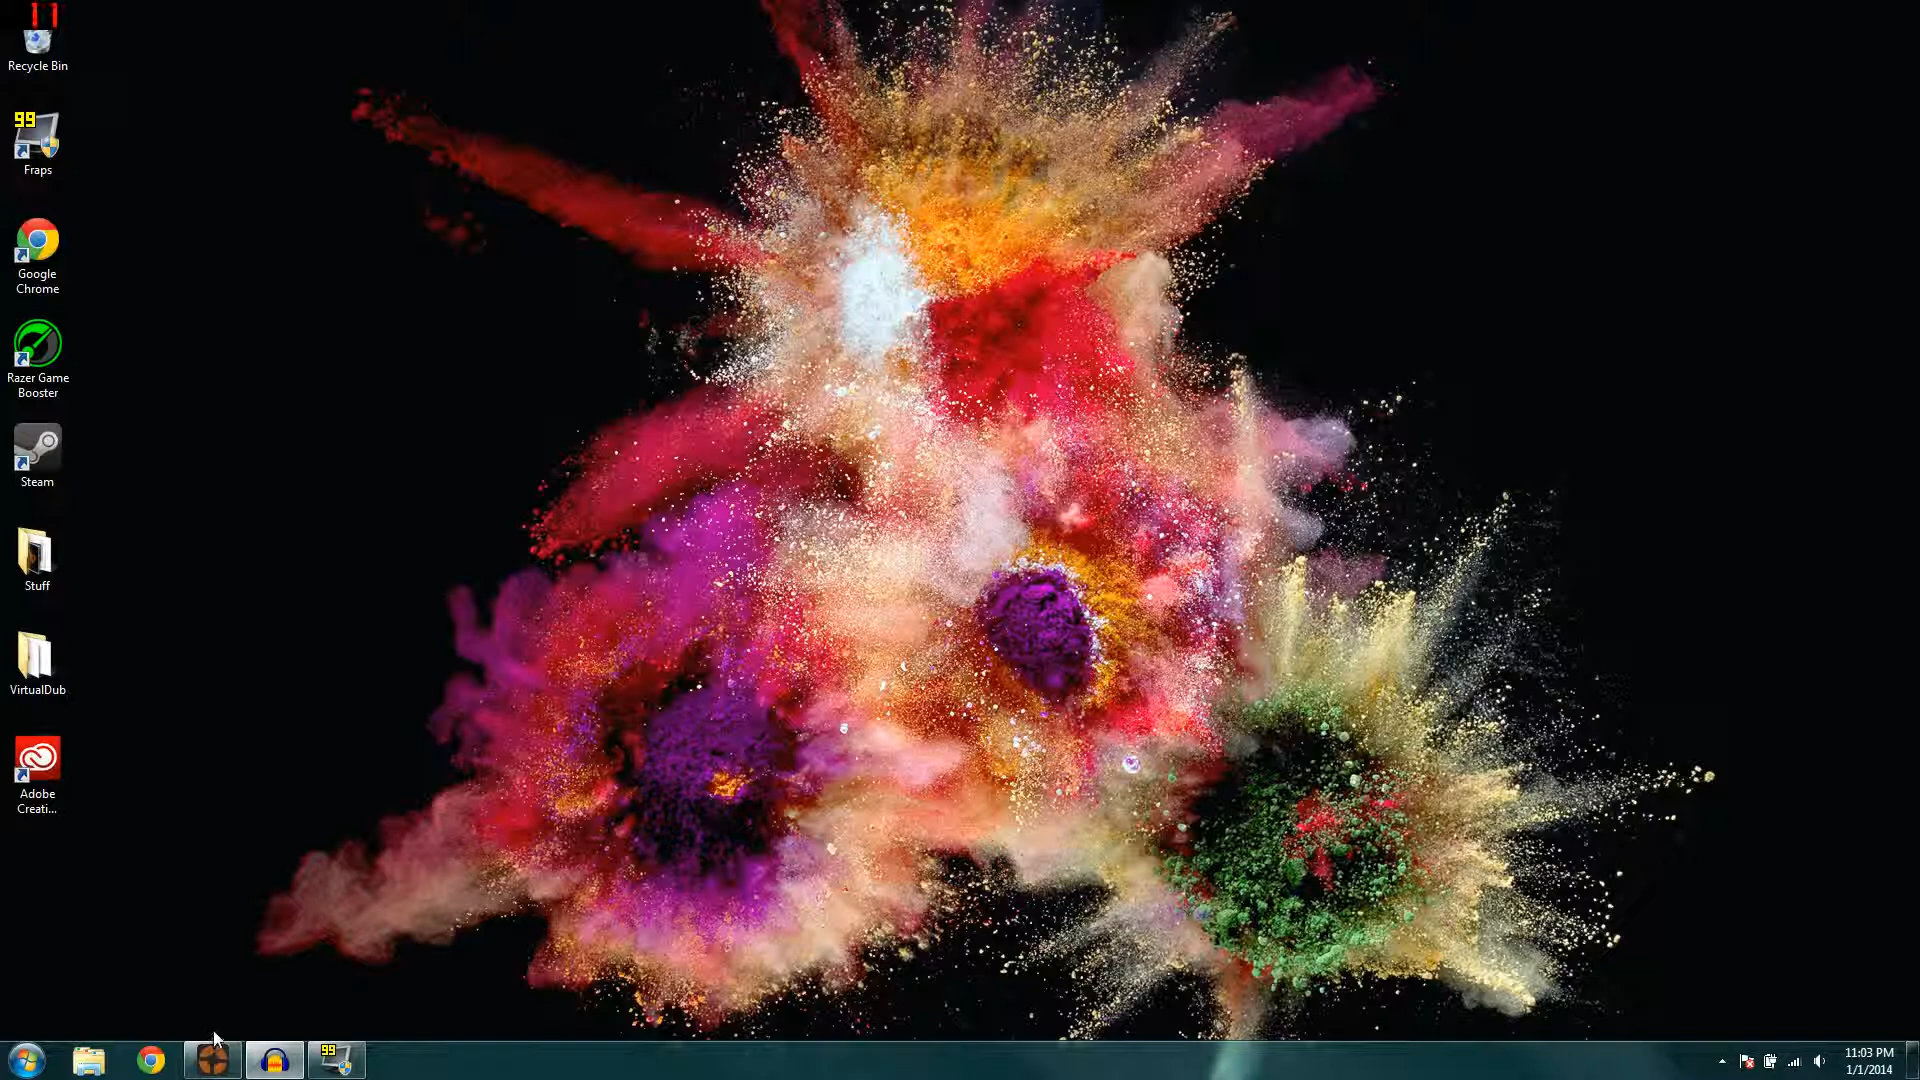 11
Recycle Bin
99
Fraps
Google
Chrome
Razer Game
Booster
Steam
Stuff
VirtualDub
Adobe
Creati...
99
11:03 PM
1/1/2014